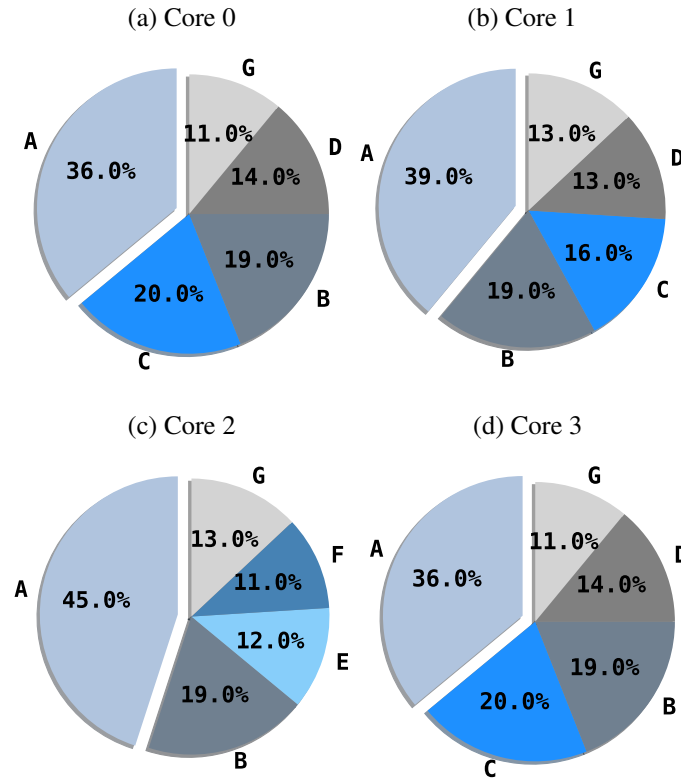 (a) Core 0
(b) Core 1
G
11.0%
D
14.0%
A
36.0%
19.0%
B
20.0%
C
G
13.0%
D
13.0%
A
39.0%
16.0%
C
19.0%
B
(c) Core 2
(d) Core 3
G
13.0%
F
11.0%
A
45.0%
12.0%
E
19.0%
B
G
11.0%
D
14.0%
A
36.0%
19.0%
B
20.0%
C